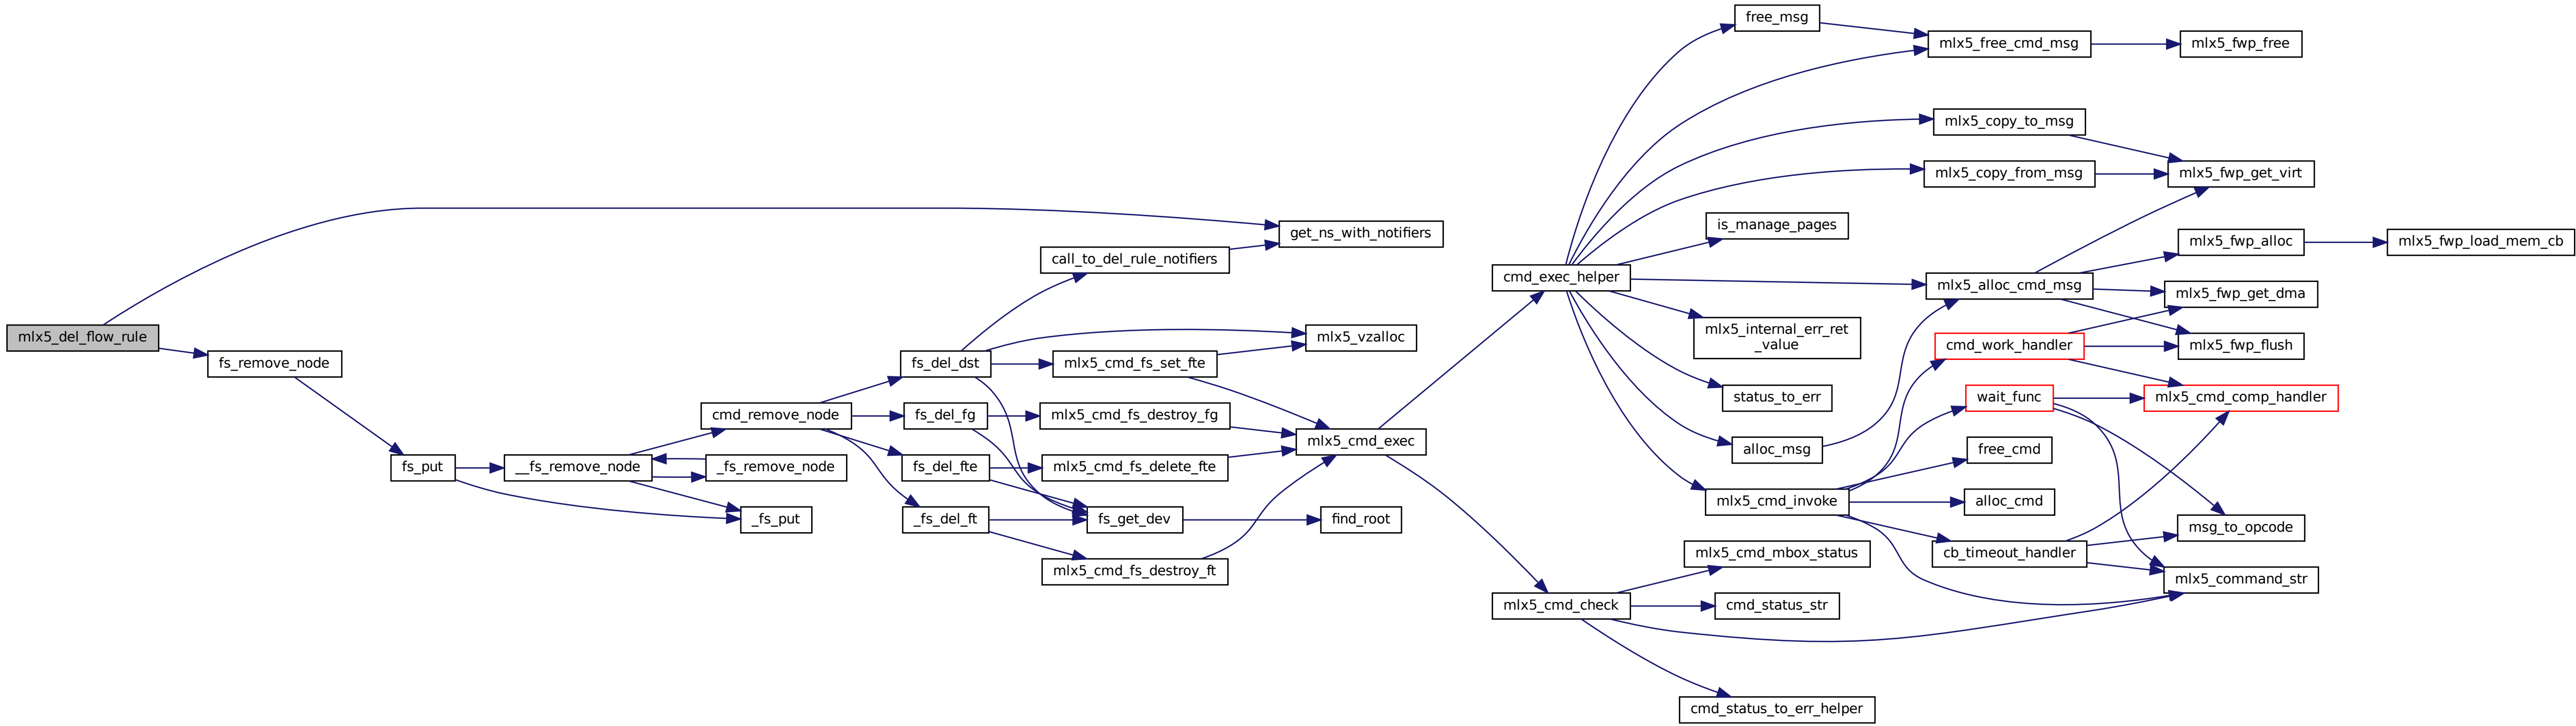 mlx5_del_flow_rule
fs_remove_node
fs_put
__fs_remove_node
_fs_remove_node
_fs_put
cmd_remove_node
fs_del_dst
fs_del_fg
fs_del_fte
_fs_del_ft
call_to_del_rule_notifiers
mlx5_cmd_fs_set_fte
mlx5_cmd_fs_destroy_fg
mlx5_cmd_fs_delete_fte
fs_get_dev
mlx5_cmd_fs_destroy_ft
get_ns_with_notifiers
mlx5_vzalloc
mlx5_cmd_exec
find_root
cmd_exec_helper
mlx5_cmd_check
free_msg
is_manage_pages
mlx5_internal_err_ret
_value
status_to_err
alloc_msg
mlx5_cmd_invoke
mlx5_cmd_mbox_status
cmd_status_str
cmd_status_to_err_helper
mlx5_free_cmd_msg
mlx5_copy_to_msg
mlx5_copy_from_msg
mlx5_alloc_cmd_msg
cmd_work_handler
wait_func
free_cmd
alloc_cmd
cb_timeout_handler
mlx5_fwp_free
mlx5_fwp_get_virt
mlx5_fwp_alloc
mlx5_fwp_get_dma
mlx5_fwp_flush
mlx5_cmd_comp_handler
msg_to_opcode
mlx5_command_str
mlx5_fwp_load_mem_cb